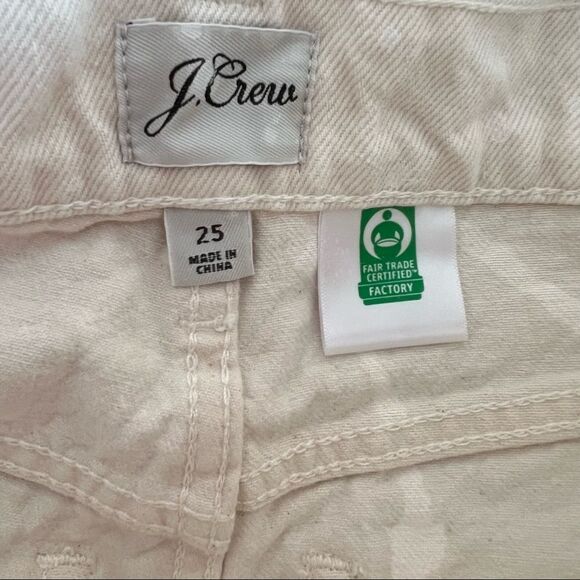 J.Crew
25
MADE IN
CHINA
FAIR TRADE
CERTIFIED™
FACTORY